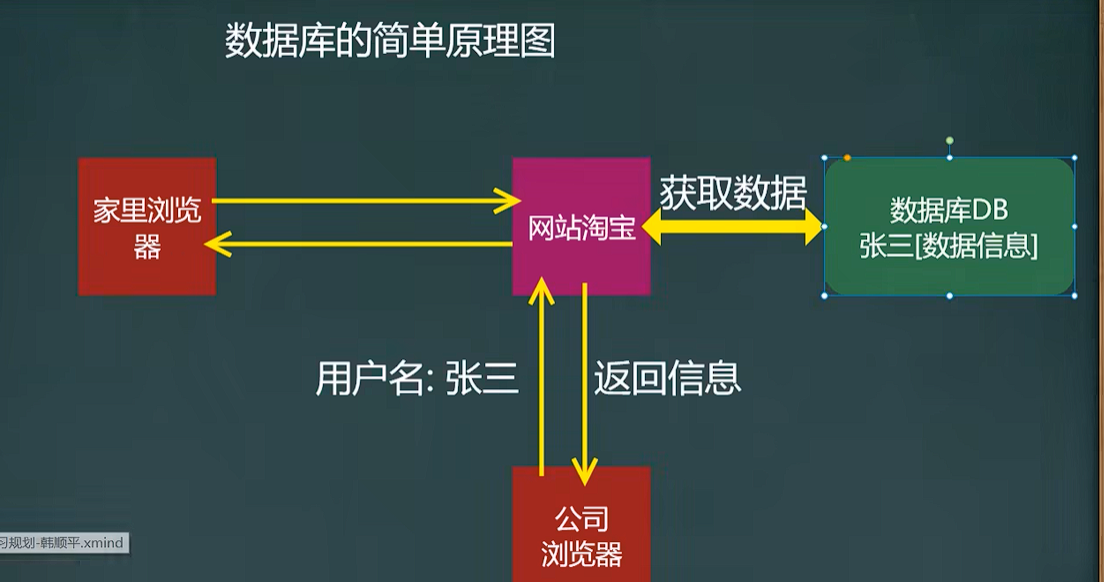 数据库的简单原理图
家里浏览
器
网站淘宝
获取数据
数据库DB
张三[数据信息]
用户名: 张三
返回信息
公司
浏览器
习规划-韩顺平.xmind